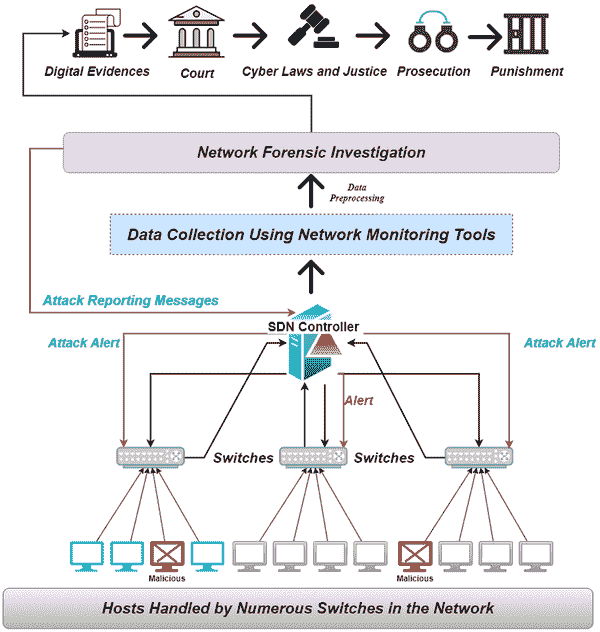 Digital Evidences
Court
Cyber Laws and Justice
Prosecution
Punishment
Network Forensic Investigation
Data
Preprocessing
Data Collection Using Network Monitoring Tools
Attack Reporting Messages
SDN Controller
Attack Alert
Attack Alert
Alert
Switches
Switches
Malicious
Malicious
Hosts Handled by Numerous Switches in the Network